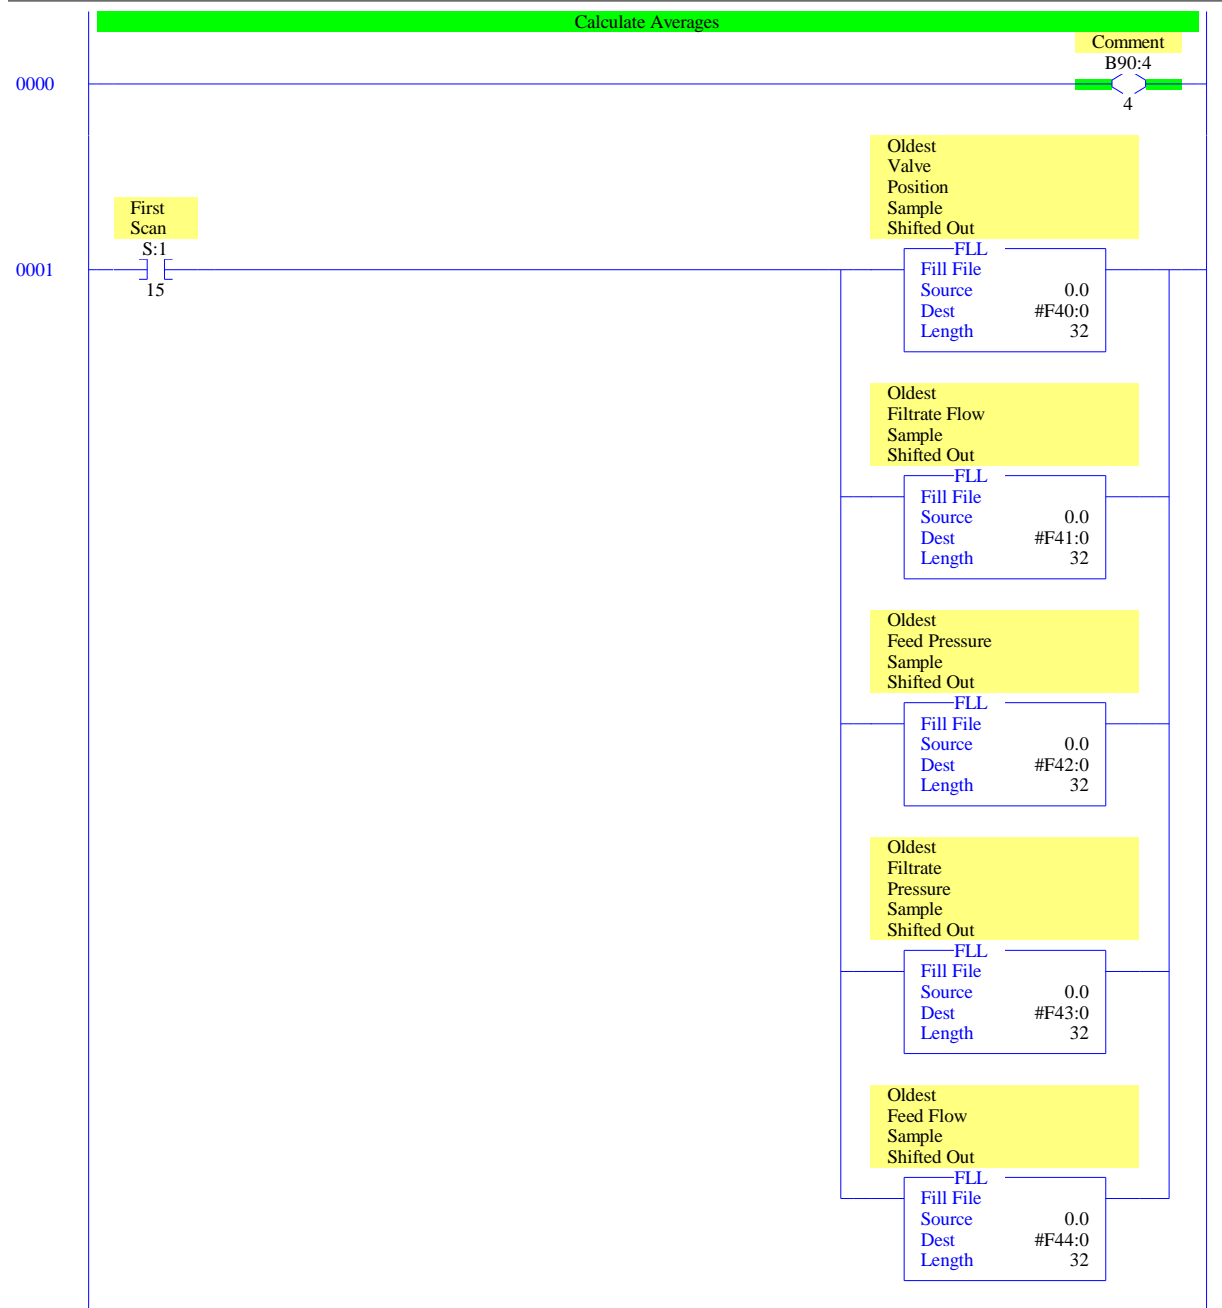 Calculate Averages
Comment
B90:4
0000
4
Oldest
Valve
Position
Sample
Shifted Out
First
Scan
S:1
0001
15
FLL
Fill File
Source 0.0
Dest #F40:0
Length 32
Oldest
Filtrate Flow
Sample
Shifted Out
FLL
Fill File
Source 0.0
Dest #F41:0
Length 32
Oldest
Feed Pressure
Sample
Shifted Out
FLL
Fill File
Source 0.0
Dest #F42:0
Length 32
Oldest
Filtrate
Pressure
Sample
Shifted Out
FLL
Fill File
Source 0.0
Dest #F43:0
Length 32
Oldest
Feed Flow
Sample
Shifted Out
FLL
Fill File
Source 0.0
Dest #F44:0
Length 32